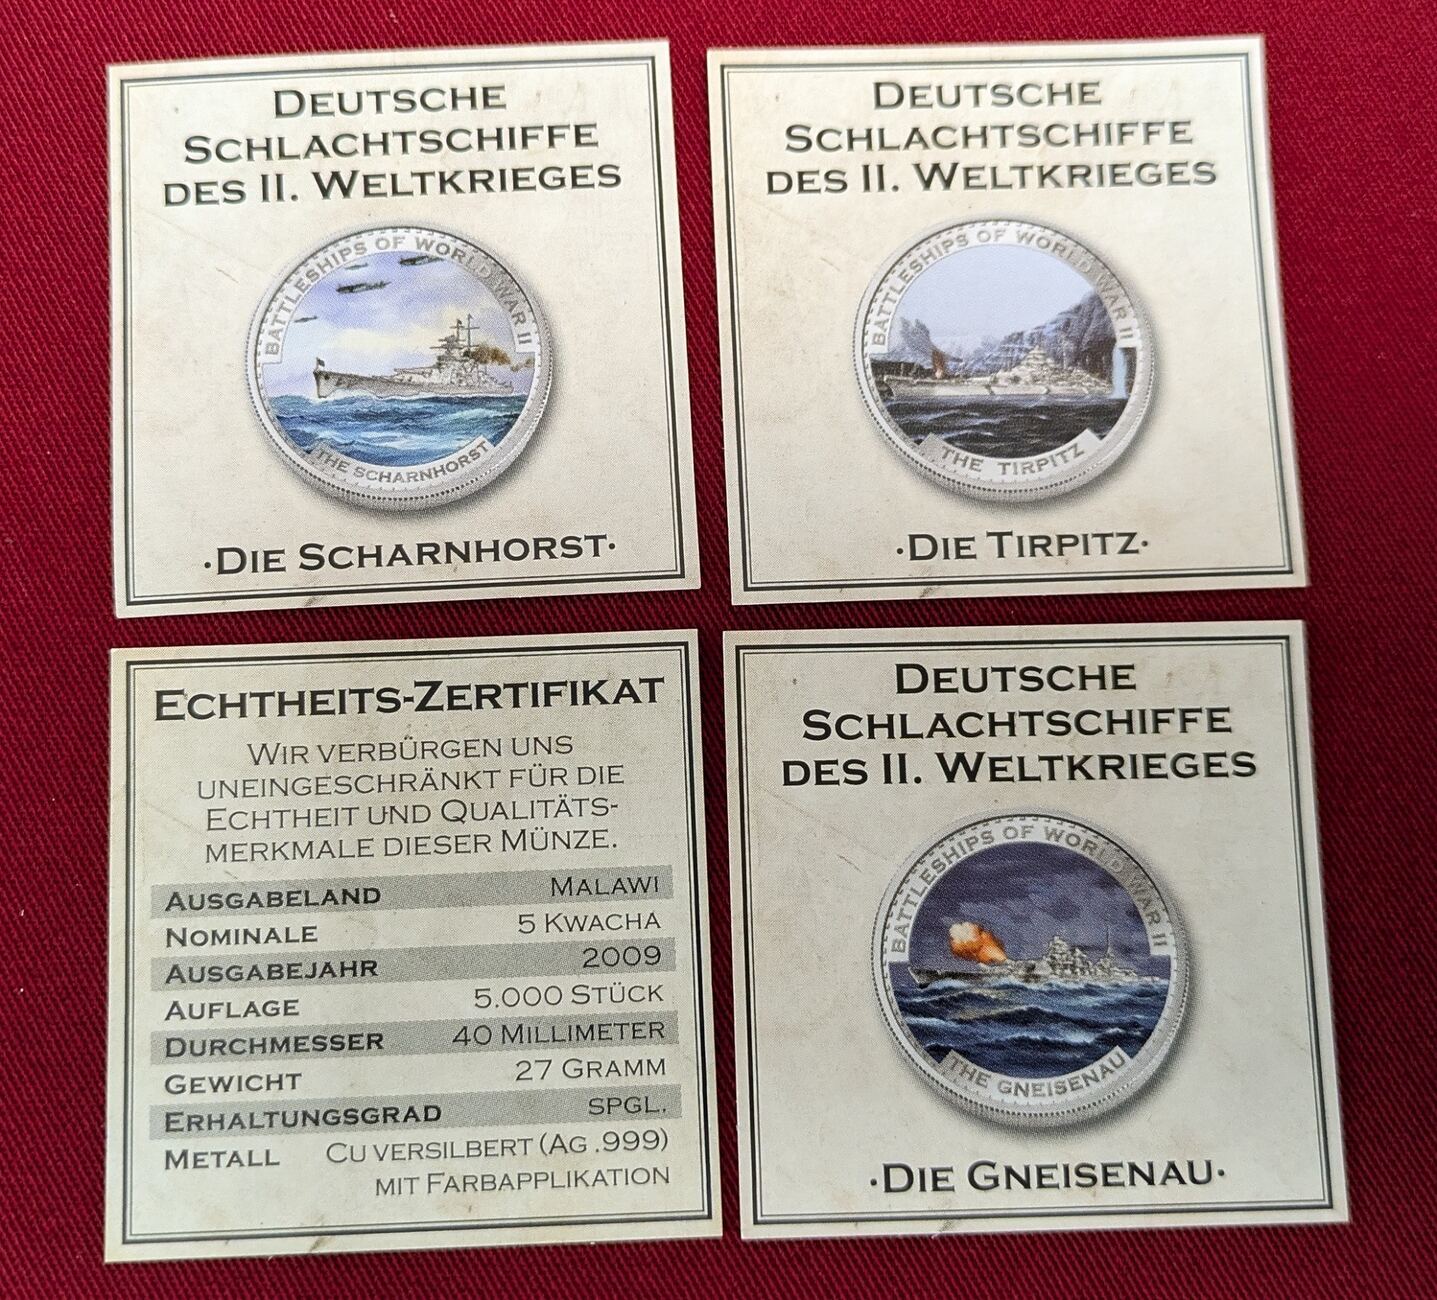 Deutsche
Schlachtschiffe
des II. Weltkrieges
BATTLESHIPS OF WORLD WAR II
THE SCHARNHORST
·Die Scharnhorst·
Deutsche
Schlachtschiffe
des II. Weltkrieges
BATTLESHIPS OF WORLD WAR II
THE TIRPITZ
·Die Tirpitz·
Echtheits-Zertifikat
Wir verbürgen uns
uneingeschränkt für die
Echtheit und Qualitäts-
merkmale dieser Münze.
Ausgabeland Malawi
Nominale 5 Kwacha
Ausgabejahr 2009
Auflage 5.000 Stück
Durchmesser 40 Millimeter
Gewicht 27 Gramm
Erhaltungsgrad spgl.
Metall Cu versilbert (Ag .999)
mit Farbapplikation
Deutsche
Schlachtschiffe
des II. Weltkrieges
BATTLESHIPS OF WORLD WAR II
THE GNEISENAU
·Die Gneisenau·